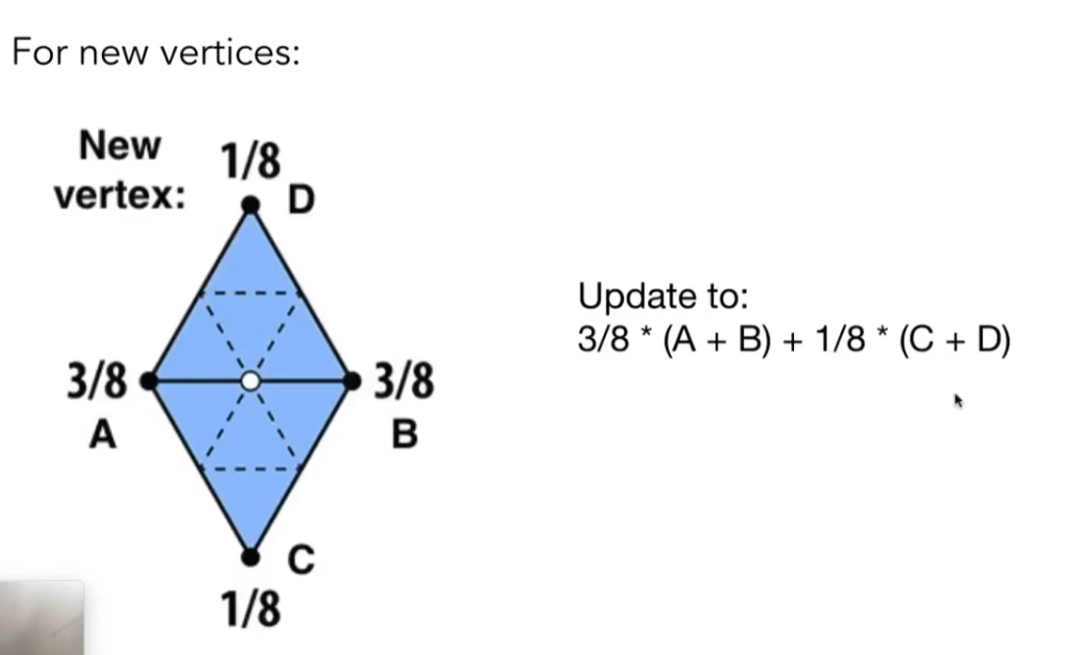 For new vertices:
New
vertex:
1/8
D
3/8
A
3/8
B
C
1/8
Update to:
3/8 * (A + B) + 1/8 * (C + D)